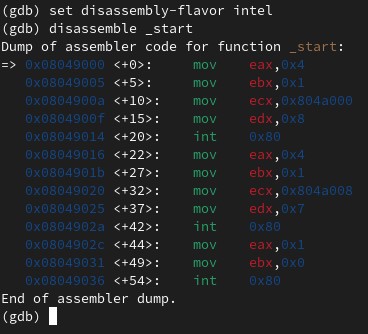 (gdb) set disassembly-flavor intel
(gdb) disassemble _start
Dump of assembler code for function _start:
=> 0x08049000 <+0>:     mov    eax,0x4
   0x08049005 <+5>:     mov    ebx,0x1
   0x0804900a <+10>:    mov    ecx,0x804a000
   0x0804900f <+15>:    mov    edx,0x8
   0x08049014 <+20>:    int    0x80
   0x08049016 <+22>:    mov    eax,0x4
   0x0804901b <+27>:    mov    ebx,0x1
   0x08049020 <+32>:    mov    ecx,0x804a008
   0x08049025 <+37>:    mov    edx,0x7
   0x0804902a <+42>:    int    0x80
   0x0804902c <+44>:    mov    eax,0x1
   0x08049031 <+49>:    mov    ebx,0x0
   0x08049036 <+54>:    int    0x80
End of assembler dump.
(gdb)